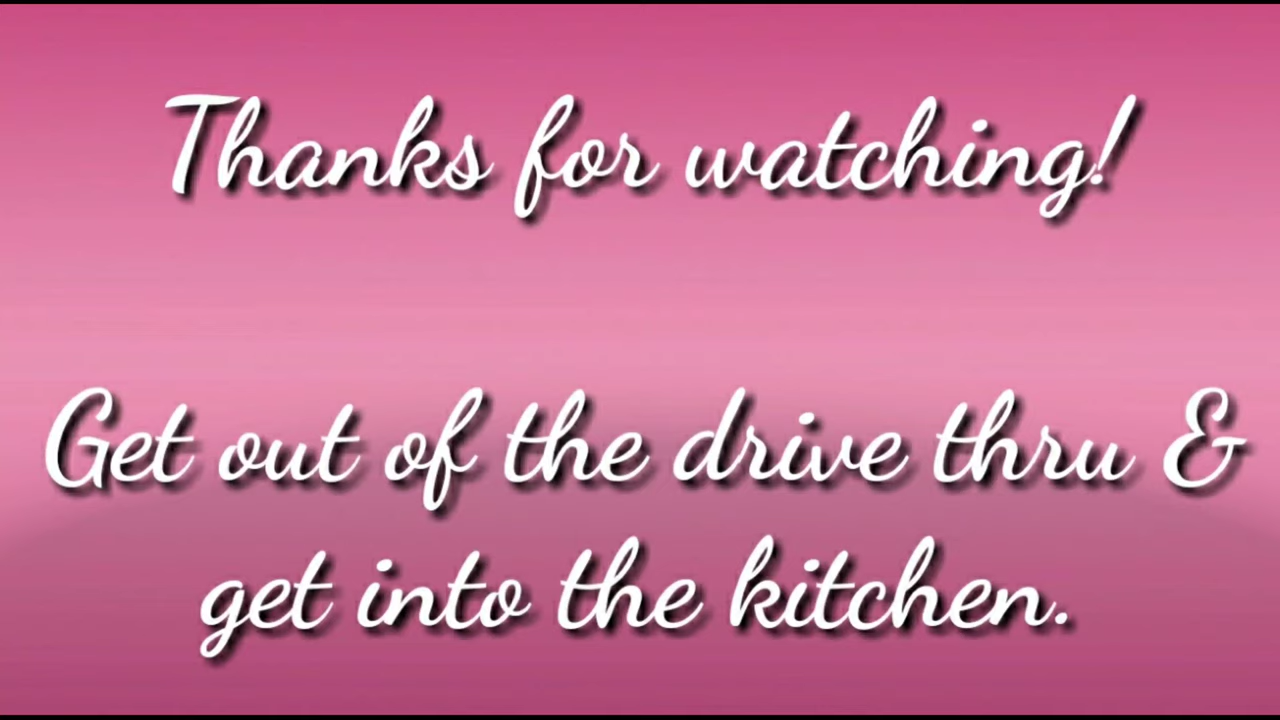 Thanks for watching!
Get out of the drive thru &
get into the kitchen.